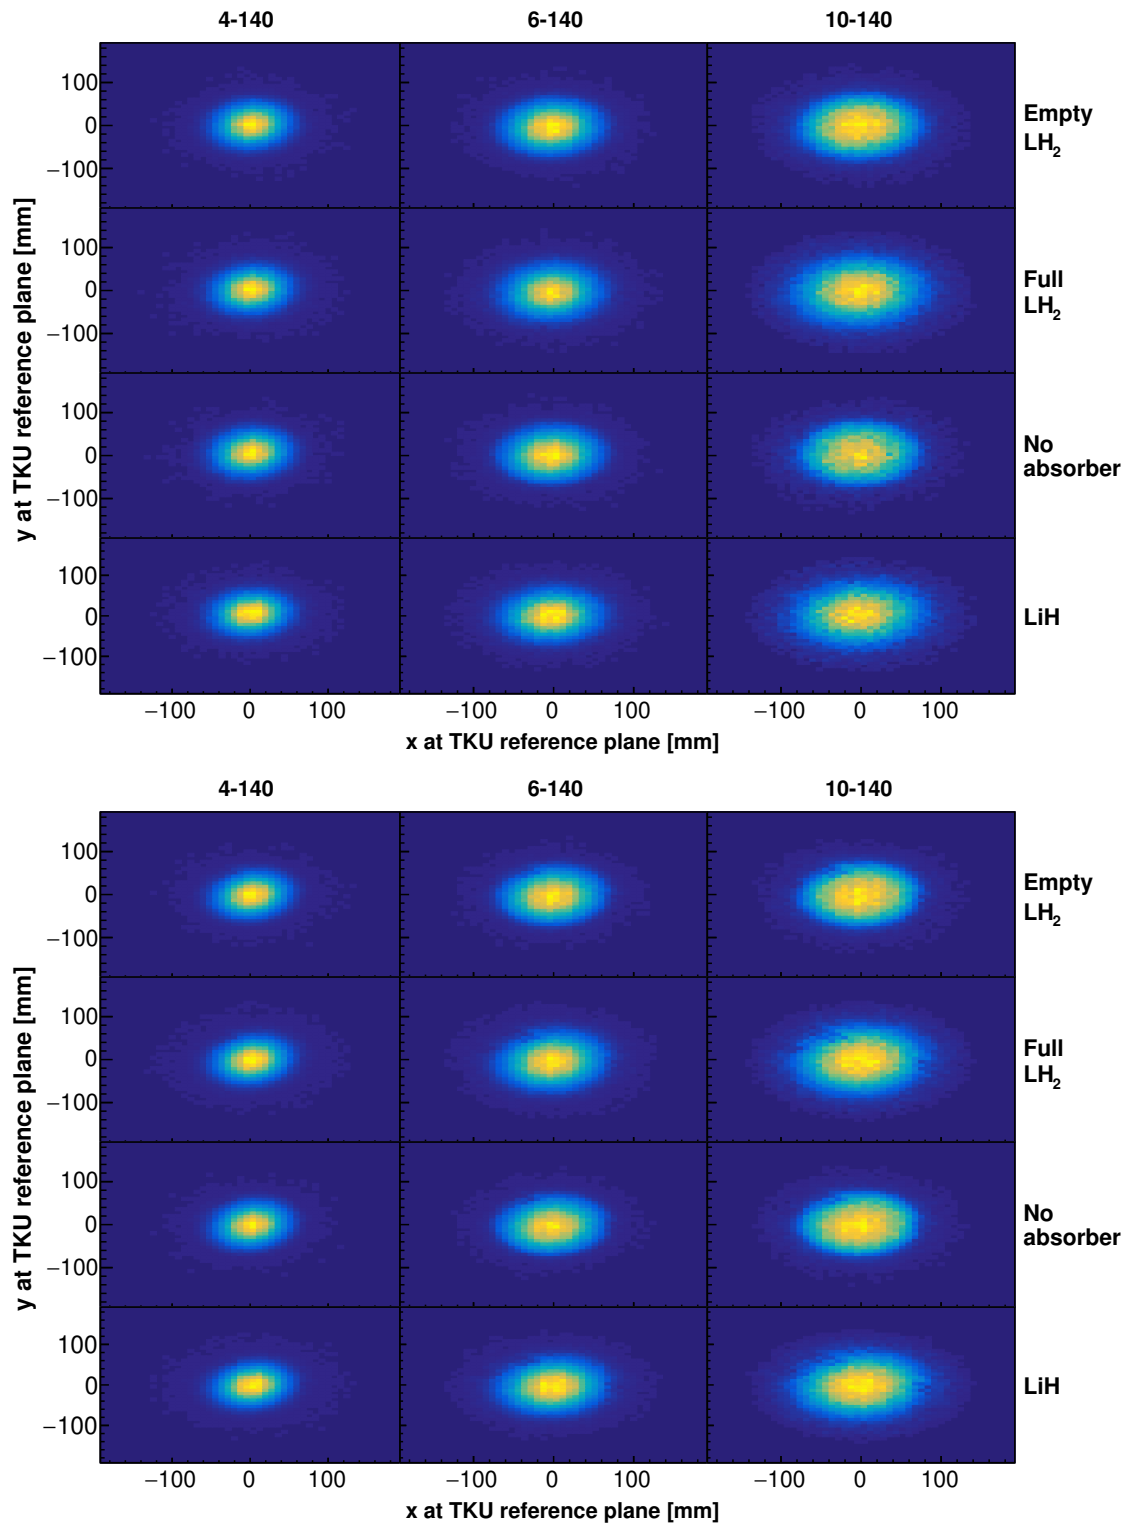 4-140 6-140 10-140
100
0
−100
Empty
LH2
100
0
−100
Full
LH2
100
0
−100
No
absorber
100
0
−100
LiH
y at TKU reference plane [mm]
−100 0 100 −100 0 100 −100 0 100
x at TKU reference plane [mm]
4-140 6-140 10-140
100
0
−100
Empty
LH2
100
0
−100
Full
LH2
100
0
−100
No
absorber
100
0
−100
LiH
y at TKU reference plane [mm]
−100 0 100 −100 0 100 −100 0 100
x at TKU reference plane [mm]